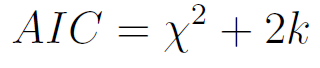 AIC = χ² + 2k